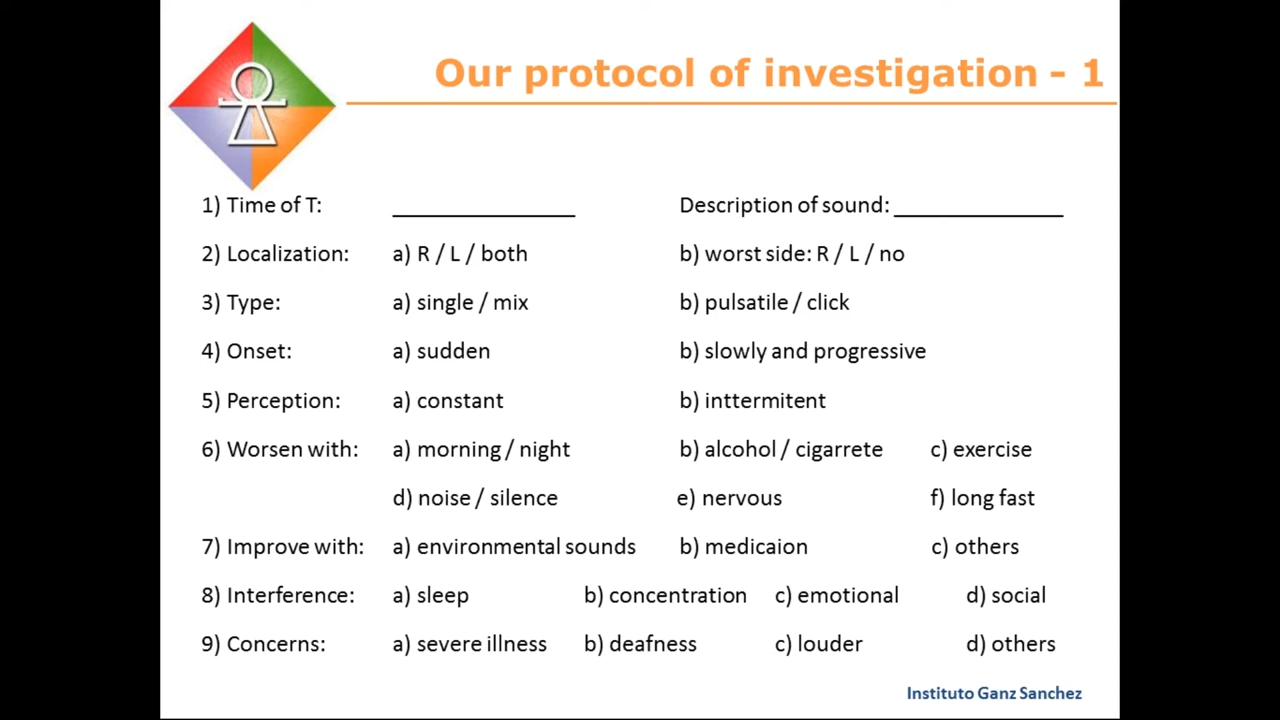 Our protocol of investigation - 1
1) Time of T: ______________ Description of sound: _____________
2) Localization: a) R / L / both b) worst side: R / L / no
3) Type: a) single / mix b) pulsatile / click
4) Onset: a) sudden b) slowly and progressive
5) Perception: a) constant b) inttermitent
6) Worsen with: a) morning / night b) alcohol / cigarrete c) exercise
d) noise / silence e) nervous f) long fast
7) Improve with: a) environmental sounds b) medicaion c) others
8) Interference: a) sleep b) concentration c) emotional d) social
9) Concerns: a) severe illness b) deafness c) louder d) others
Instituto Ganz Sanchez